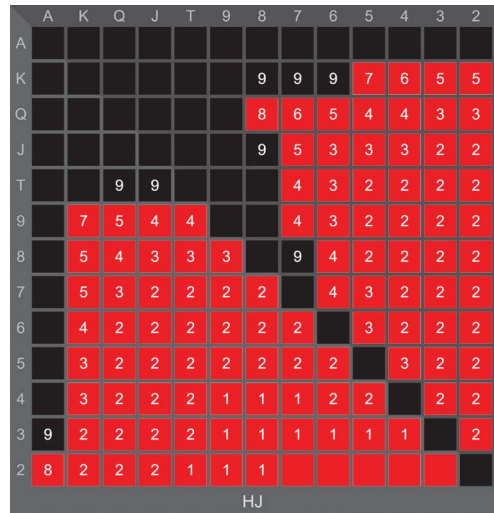 A K Q J T 9 8 7 6 5 4 3 2
A
K 9 9 9 7 6 5 5
Q 8 6 5 4 4 3 3
J 9 5 3 3 3 2 2
T 9 9 4 3 2 2 2 2
9 7 5 4 4 4 3 2 2 2 2
8 5 4 3 3 3 9 4 2 2 2 2
7 5 3 2 2 2 2 4 3 2 2 2
6 4 2 2 2 2 2 2 3 2 2 2
5 3 2 2 2 2 2 2 2 3 2 2
4 3 2 2 2 1 1 1 2 2 2 2
3 9 2 2 2 2 1 1 1 1 1 1 2
2 8 2 2 2 1 1 1
HJ